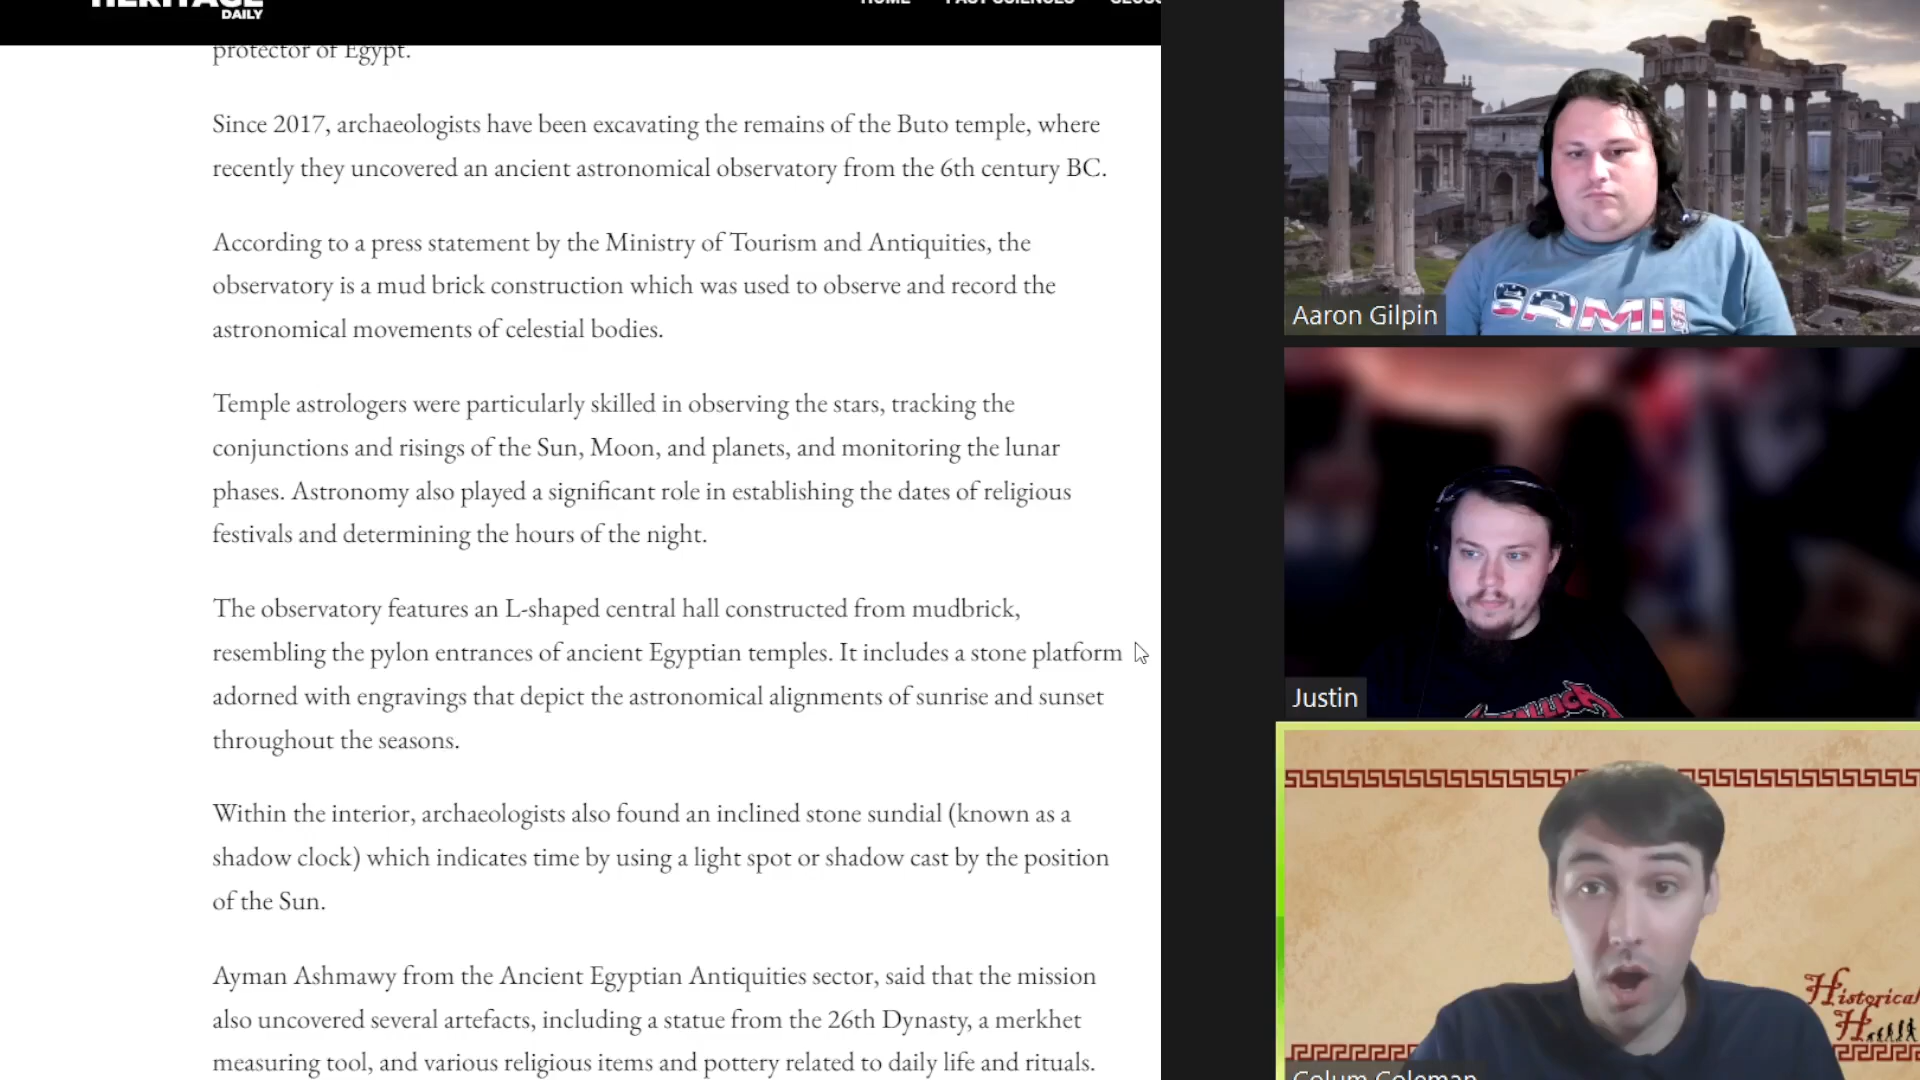 HERITAGE
DAILY
HOME PAST SCIENCES
protector of Egypt.
Since 2017, archaeologists have been excavating the remains of the Buto temple, where
recently they uncovered an ancient astronomical observatory from the 6th century BC.
According to a press statement by the Ministry of Tourism and Antiquities, the
observatory is a mud brick construction which was used to observe and record the
astronomical movements of celestial bodies.
Temple astrologers were particularly skilled in observing the stars, tracking the
conjunctions and risings of the Sun, Moon, and planets, and monitoring the lunar
phases. Astronomy also played a significant role in establishing the dates of religious
festivals and determining the hours of the night.
The observatory features an L-shaped central hall constructed from mudbrick,
resembling the pylon entrances of ancient Egyptian temples. It includes a stone platform
adorned with engravings that depict the astronomical alignments of sunrise and sunset
throughout the seasons.
Within the interior, archaeologists also found an inclined stone sundial (known as a
shadow clock) which indicates time by using a light spot or shadow cast by the position
of the Sun.
Ayman Ashmawy from the Ancient Egyptian Antiquities sector, said that the mission
also uncovered several artefacts, including a statue from the 26th Dynasty, a merkhet
measuring tool, and various religious items and pottery related to daily life and rituals.
Aaron Gilpin
Justin
Historical
Colum Coleman